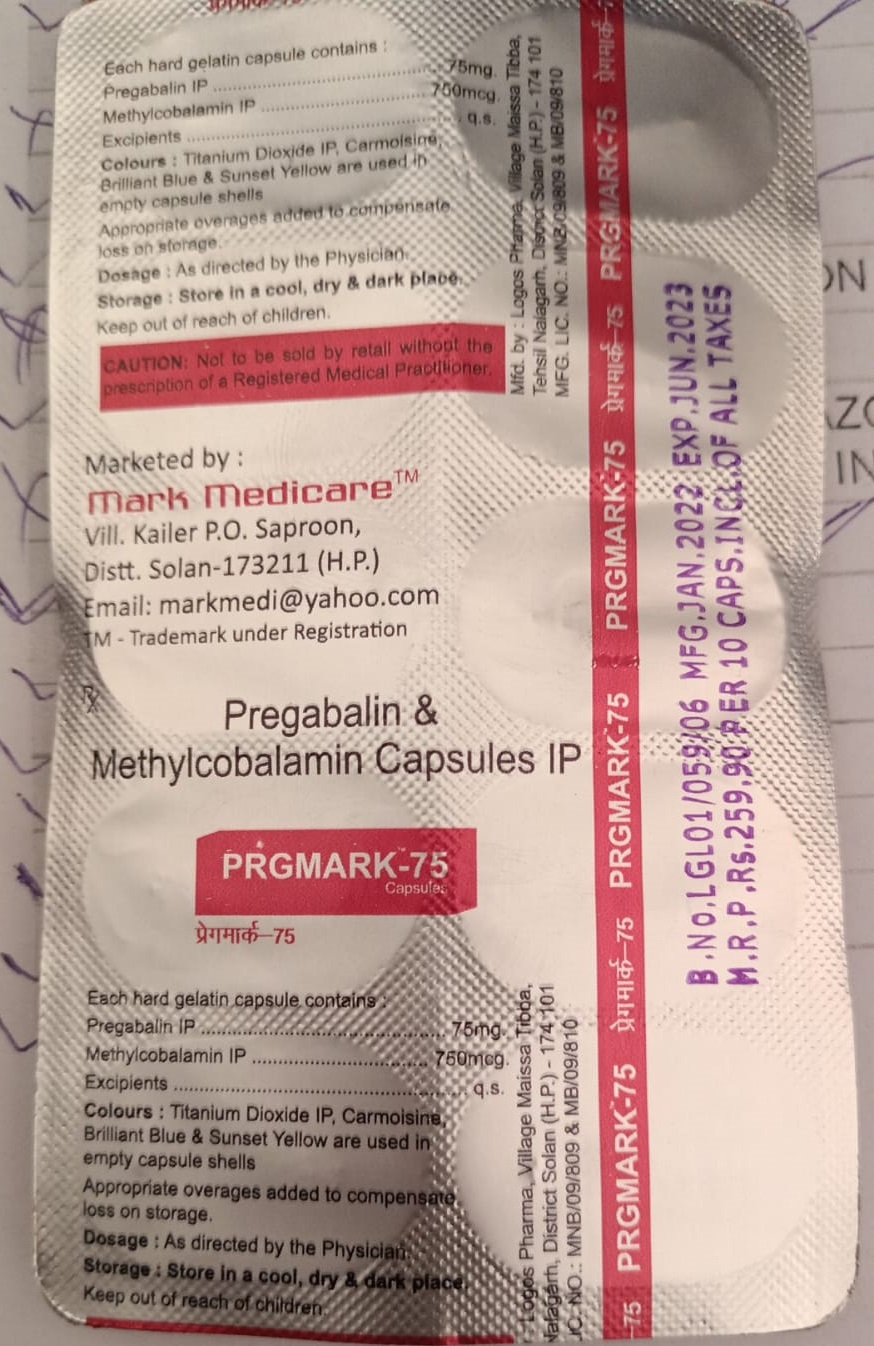 Each hard gelatin capsule contains :
Pregabalin IP ........................................ 75mg.
Methylcobalamin IP .............................. 750mcg.
Excipients ................................................ q.s.
Colours : Titanium Dioxide IP, Carmoisine,
Brilliant Blue & Sunset Yellow are used in
empty capsule shells
Appropriate overages added to compensate
loss on storage.
Dosage : As directed by the Physician.
Storage : Store in a cool, dry & dark place.
Keep out of reach of children.
CAUTION: Not to be sold by retail without the
prescription of a Registered Medical Practitioner.
Mfd. by : Logos Pharma, Village Maissa Tibba,
Tehsil Nalagarh, District Solan (H.P.) - 174 101
MFG. LIC. NO.: MNB/09/809 & MB/09/810
Marketed by :
Mark Medicare™
Vill. Kailer P.O. Saproon,
Distt. Solan-173211 (H.P.)
Email: markmedi@yahoo.com
TM - Trademark under Registration
Rx
Pregabalin &
Methylcobalamin Capsules IP
PRGMARK-75
Capsules
प्रेगमार्क–75
Each hard gelatin capsule contains :
Pregabalin IP ........................................ 75mg.
Methylcobalamin IP .............................. 750mcg.
Excipients ................................................ q.s.
Colours : Titanium Dioxide IP, Carmoisine,
Brilliant Blue & Sunset Yellow are used in
empty capsule shells
Appropriate overages added to compensate
loss on storage.
Dosage : As directed by the Physician.
Storage : Store in a cool, dry & dark place.
Keep out of reach of children.
: Logos Pharma, Village Maissa Tibba,
Nalagarh, District Solan (H.P.) - 174 101
IC. NO.: MNB/09/809 & MB/09/810
-75 PRGMARK-75 प्रेगमार्क–75 PRGMARK-75 PRGMARK-75 प्रेगमार्क–75 PRGMARK-75 प्रेगमार्क–
B.NO.LGL01/059/06 MFG.JAN.2022 EXP.JUN.2023
M.R.P.Rs.259.90 PER 10 CAPS.INCL.OF ALL TAXES
ON
AZO
IN